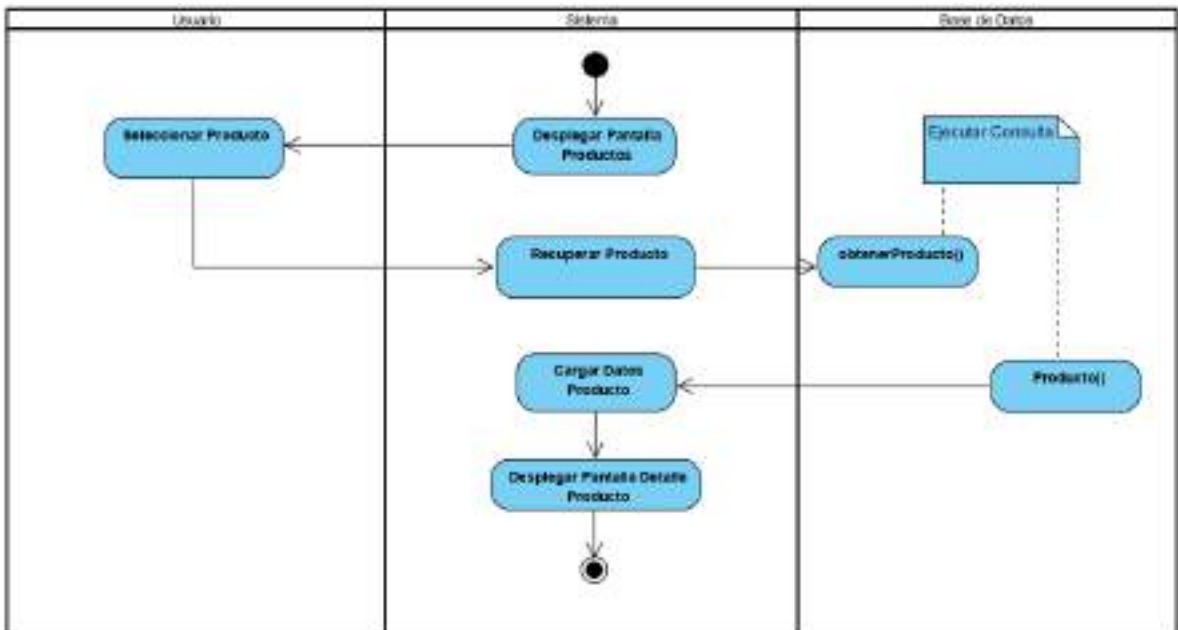 Usuario
Sistema
Base de Datos
Seleccionar Producto
Desplegar Pantalla
Productos
Ejecutar Consulta
Recuperar Producto
obtenerProducto()
Cargar Datos
Producto
Producto()
Desplegar Pantalla Detalle
Producto